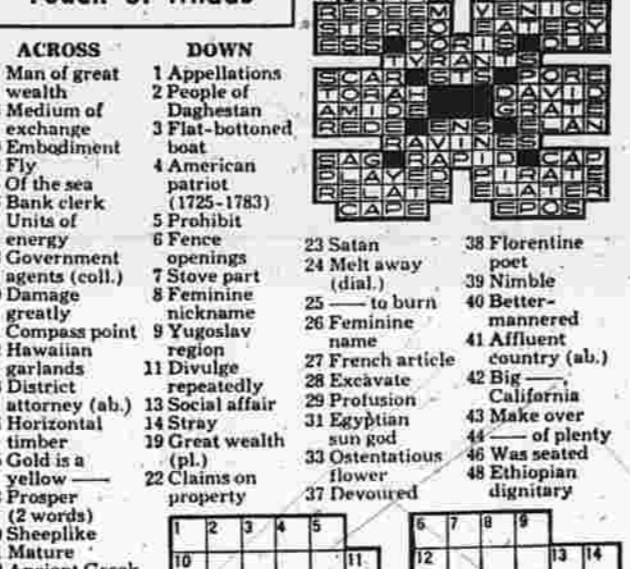 Touch of Midas
ACROSS
Man of great
wealth
Medium of
exchange
Embodiment
Fly
Of the sea
Bank clerk
Units of
energy
Government
agents (coll.)
Damage
greatly
Compass point
Hawaiian
garlands
District
attorney (ab.)
Horizontal
timber
Gold is a
yellow ——
Prosper
(2 words)
Sheeplike
Mature
Ancient Greek
DOWN
1 Appellations
2 People of
Daghestan
3 Flat-bottoned
boat
4 American
patriot
(1725-1783)
5 Prohibit
6 Fence
openings
7 Stove part
8 Feminine
nickname
9 Yugoslav
region
11 Divulge
repeatedly
13 Social affair
14 Stray
19 Great wealth
(pl.)
22 Claims on
property
REDEEM VENICE
STEREO EATERY
ESS DORIS DUE
TYRANTS
SCAR STS PORE
TORAH DAVID
AMIDE GRATE
REDE ENS ELAN
RAVINES
SAG RAPID CAP
PLAYED PIRATE
RELATE ELATER
CAPE EPOS
23 Satan
24 Melt away
(dial.)
25 —— to burn
26 Feminine
name
27 French article
28 Excavate
29 Profusion
31 Egyptian
sun god
33 Ostentatious
flower
37 Devoured
38 Florentine
poet
39 Nimble
40 Better-
mannered
41 Affluent
country (ab.)
42 Big ——,
California
43 Make over
44 —— of plenty
46 Was seated
48 Ethiopian
dignitary
1 2 3 4 5
6 7 8 9
10 11
12 13 14